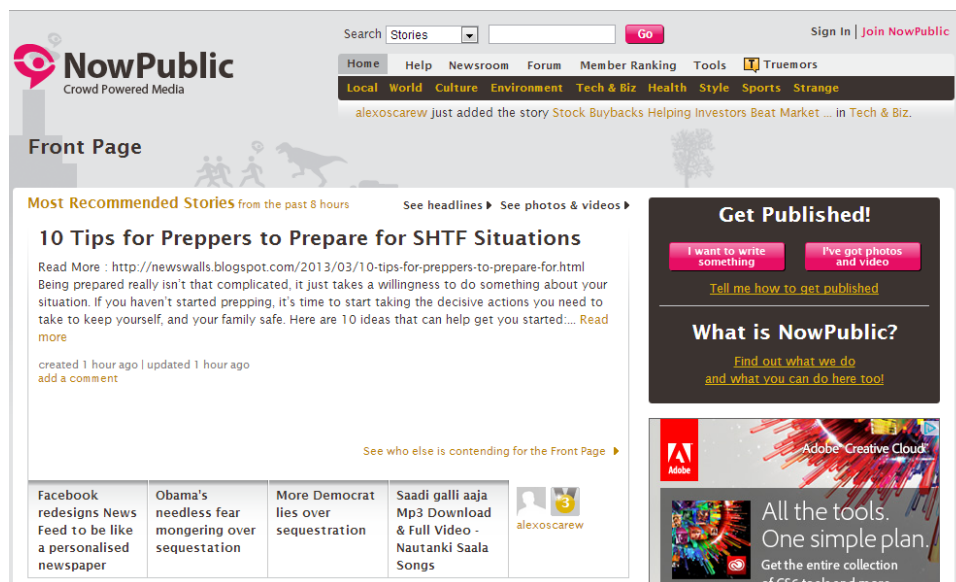 Search Stories Go
Sign In | Join NowPublic
NowPublic
Crowd Powered Media
Home Help Newsroom Forum Member Ranking Tools T Truemors
Local World Culture Environment Tech & Biz Health Style Sports Strange
alexoscarew just added the story Stock Buybacks Helping Investors Beat Market ... in Tech & Biz.
Front Page
Most Recommended Stories from the past 8 hours
See headlines See photos & videos
10 Tips for Preppers to Prepare for SHTF Situations
Read More : http://newswalls.blogspot.com/2013/03/10-tips-for-preppers-to-prepare-for.html
Being prepared really isn't that complicated, it just takes a willingness to do something about your
situation. If you haven't started prepping, it's time to start taking the decisive actions you need to
take to keep yourself, and your family safe. Here are 10 ideas that can help get you started:... Read
more
created 1 hour ago | updated 1 hour ago
add a comment
See who else is contending for the Front Page
Facebook
redesigns News
Feed to be like
a personalised
newspaper
Obama's
needless fear
mongering over
sequestation
More Democrat
lies over
sequestration
Saadi galli aaja
Mp3 Download
& Full Video -
Nautanki Saala
Songs
3
alexoscarew
Get Published!
I want to write
something
I've got photos
and video
Tell me how to get published
What is NowPublic?
Find out what we do
and what you can do here too!
Adobe
Adobe Creative Cloud
All the tools.
One simple plan.
Get the entire collection
of CS6 tools and more